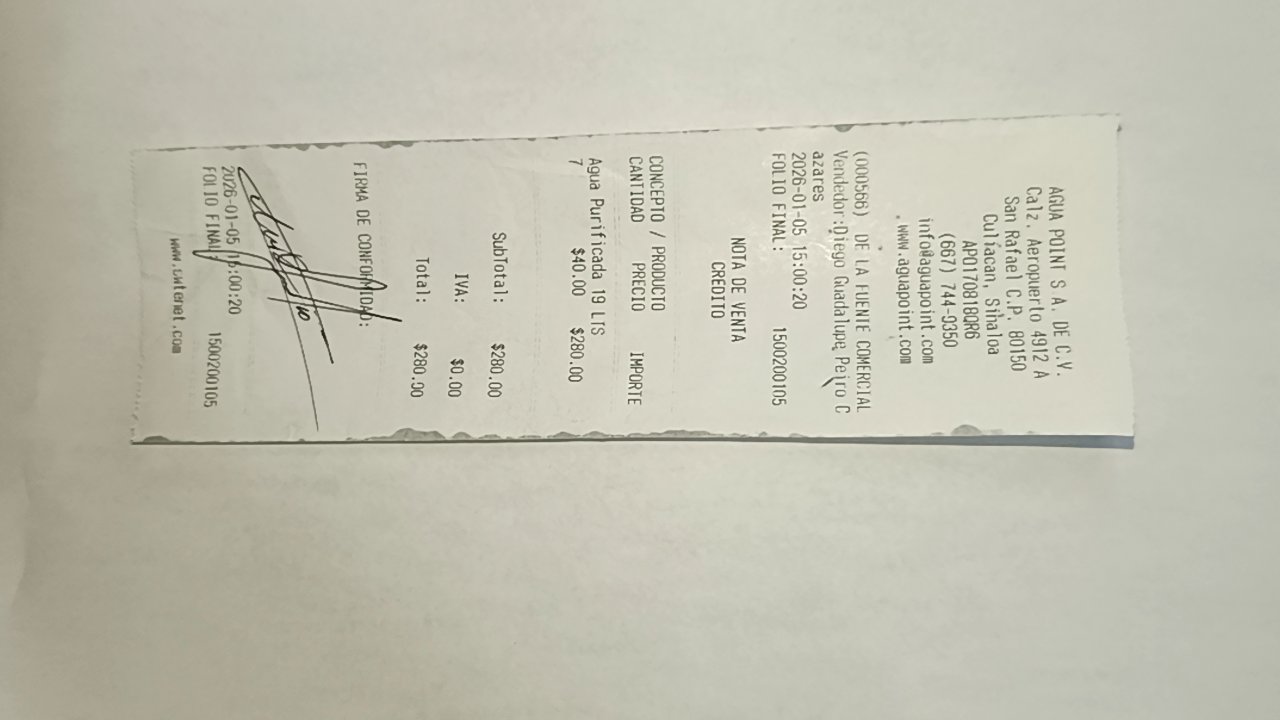 AGUA POINT S A. DE C.V.
Calz. Aeropuerto 4912 A
San Rafael C.P. 80150
Culiacan, Sinaloa
APO170818QR6
(667) 744-9350
info@aguapoint.com
www.aguapoint.com
(000566) DE LA FUENTE COMERCIAL
Vendedor:Diego Guadalupe Peiro C
azares
2026-01-05 15:00:20
FOLIO FINAL: 1500200105
NOTA DE VENTA
CREDITO
CONCEPTO / PRODUCTO
CANTIDAD PRECIO IMPORTE
Agua Purificada 19 LTS
7 $40.00 $280.00
SubTotal: $280.00
IVA: $0.00
Total: $280.00
FIRMA DE CONFORMIDAD:
2026-01-05 15:00:20
FOLIO FINAL: 1500200105